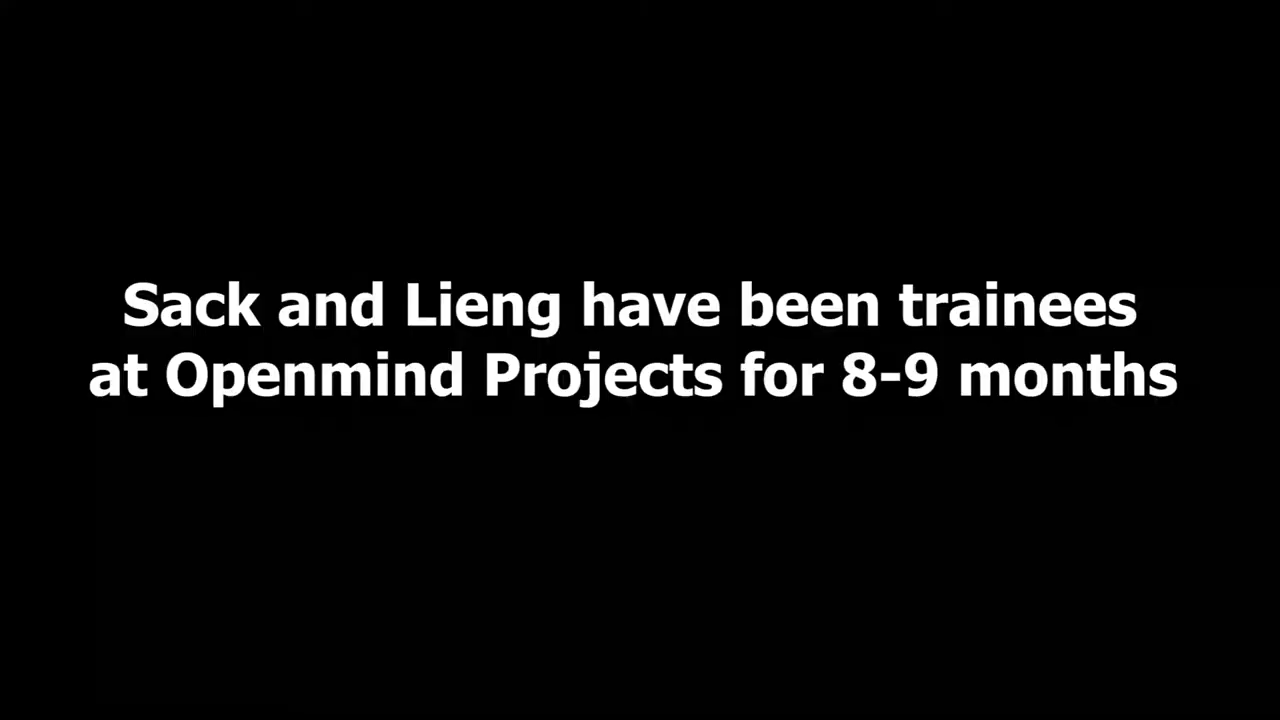 Sack and Lieng have been trainees
at Openmind Projects for 8-9 months